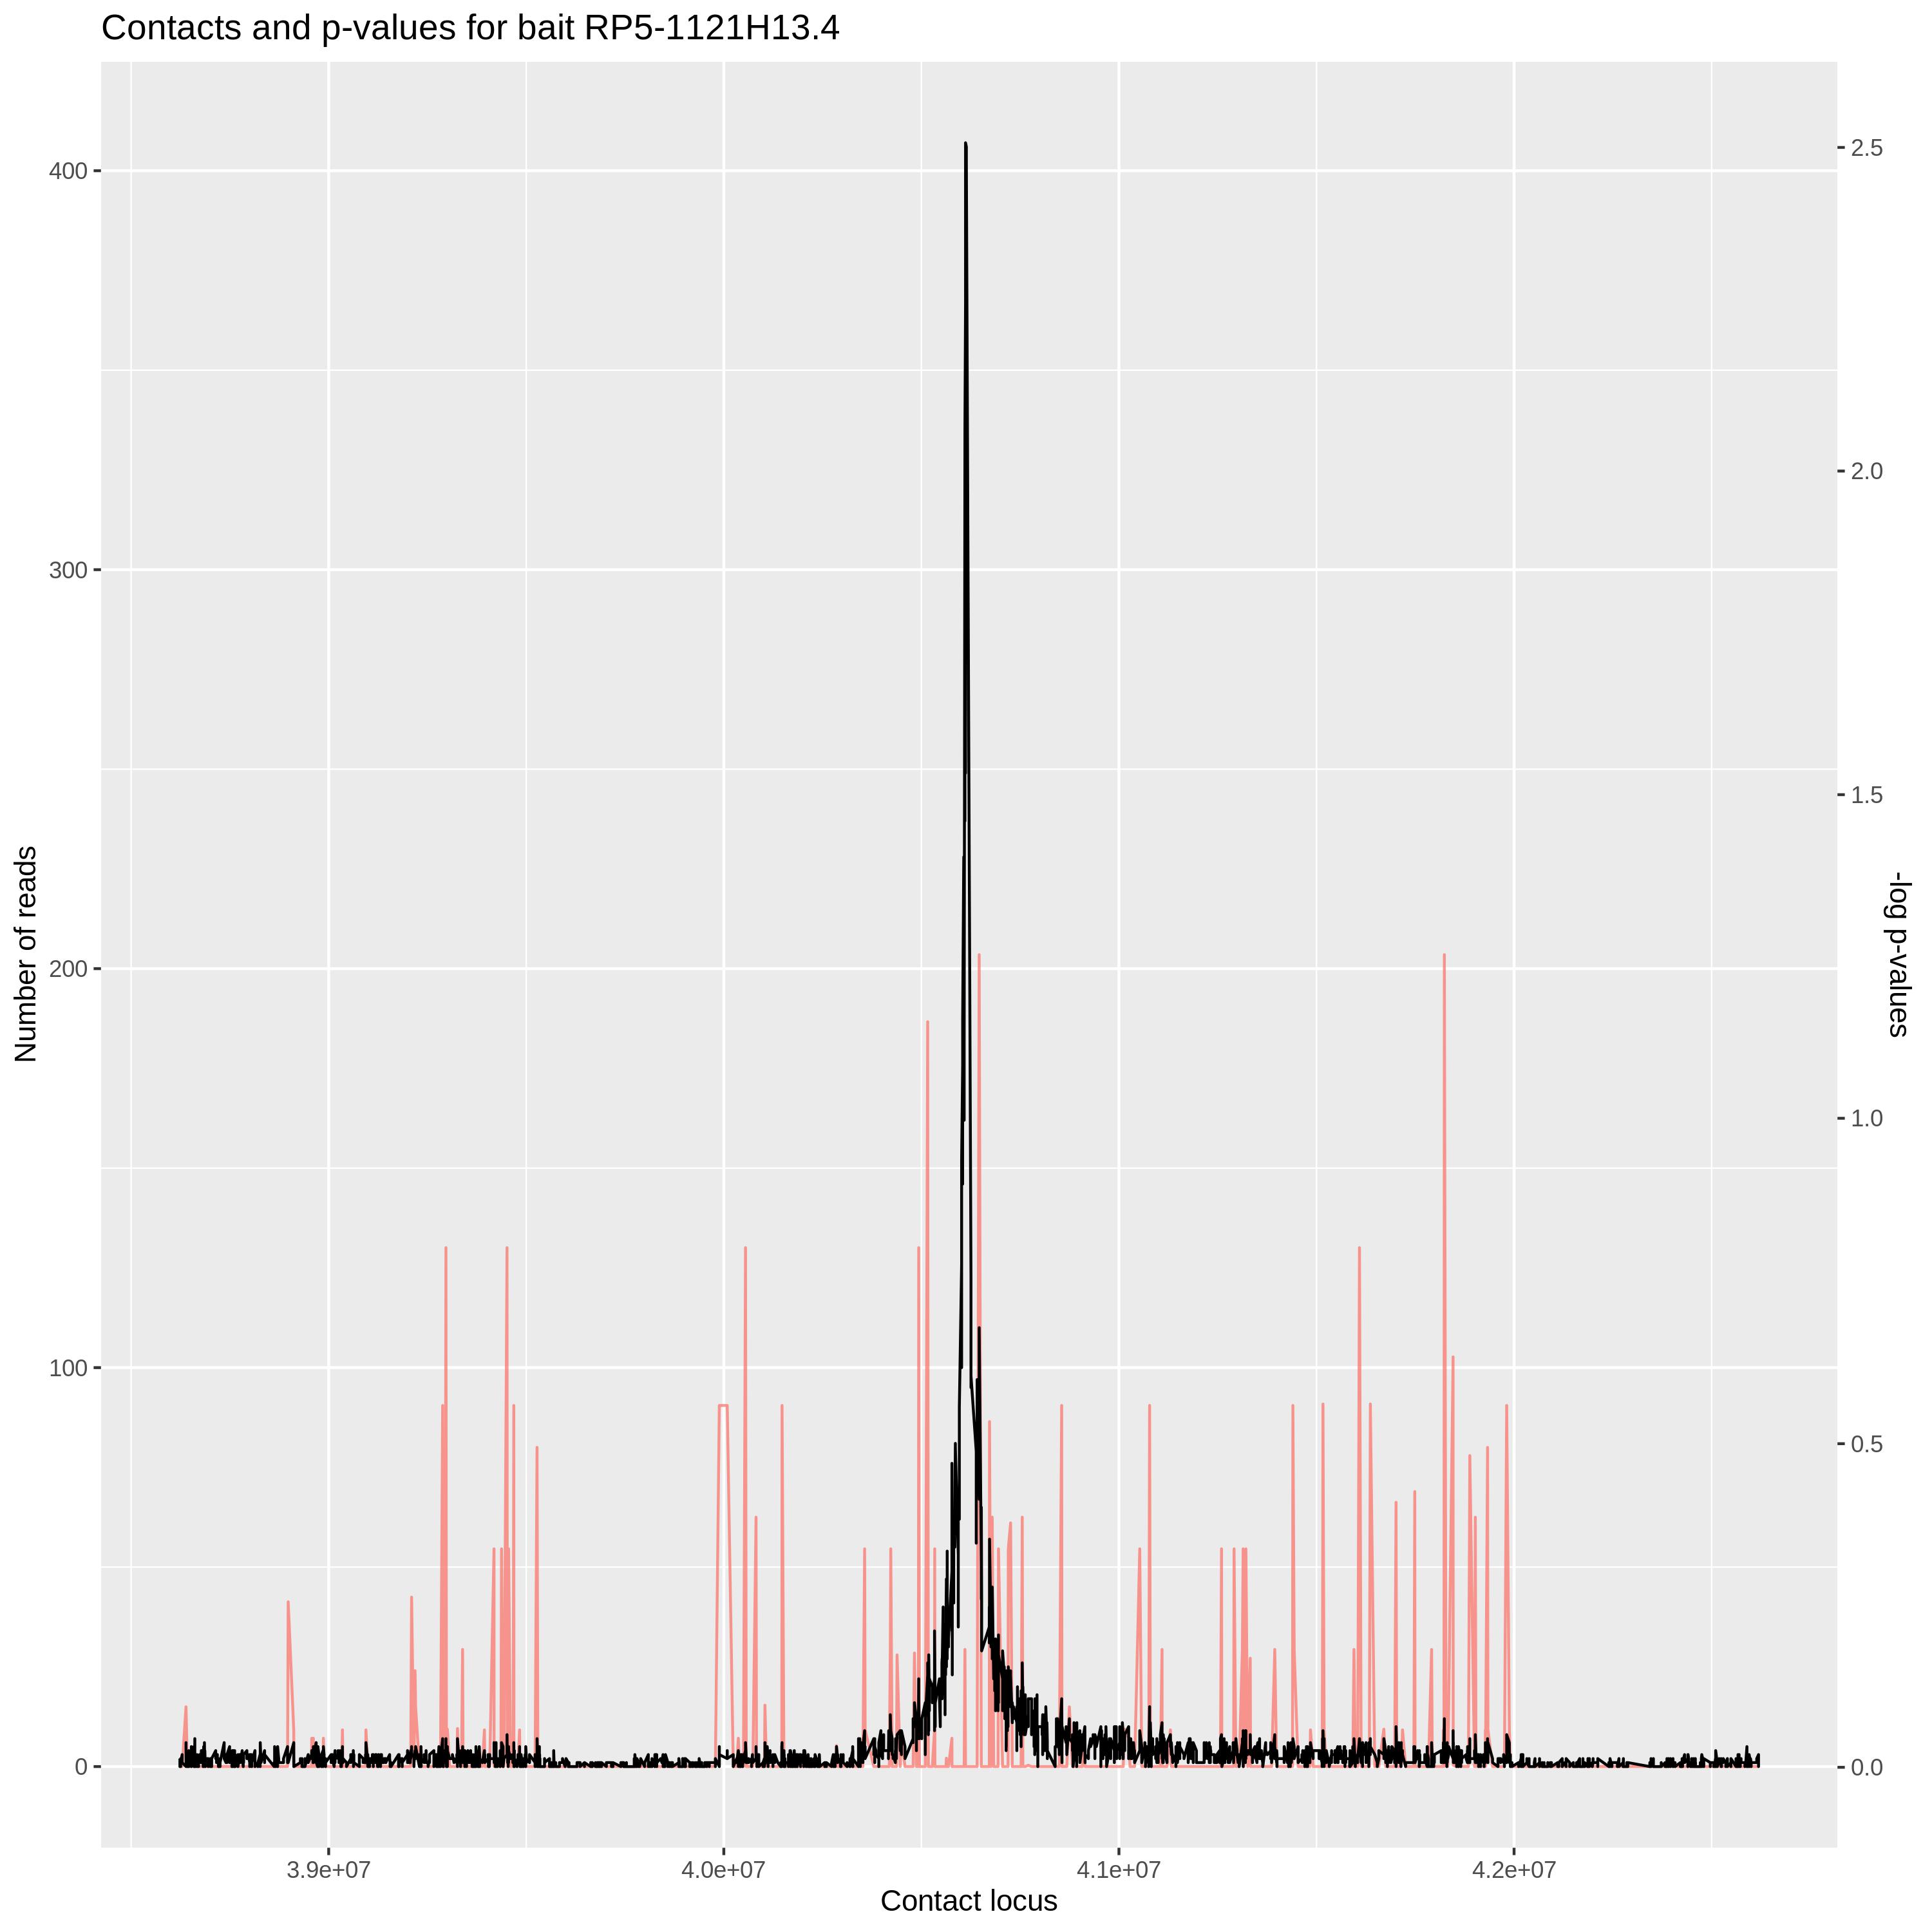 Contacts and p-values for bait RP5-1121H13.4
400
300
200
100
0
Number of reads
2.5
2.0
1.5
1.0
0.5
0.0
-log p-values
3.9e+07
4.0e+07
4.1e+07
4.2e+07
Contact locus